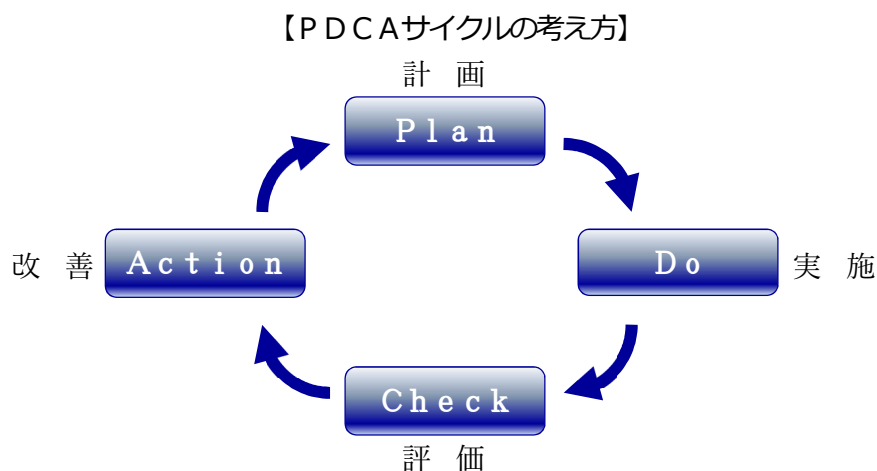 【ＰＤＣＡサイクルの考え方】
計 画
Ｐｌａｎ
改 善 Ａｃｔｉｏｎ
Ｄｏ 実 施
Ｃｈｅｃｋ
評 価